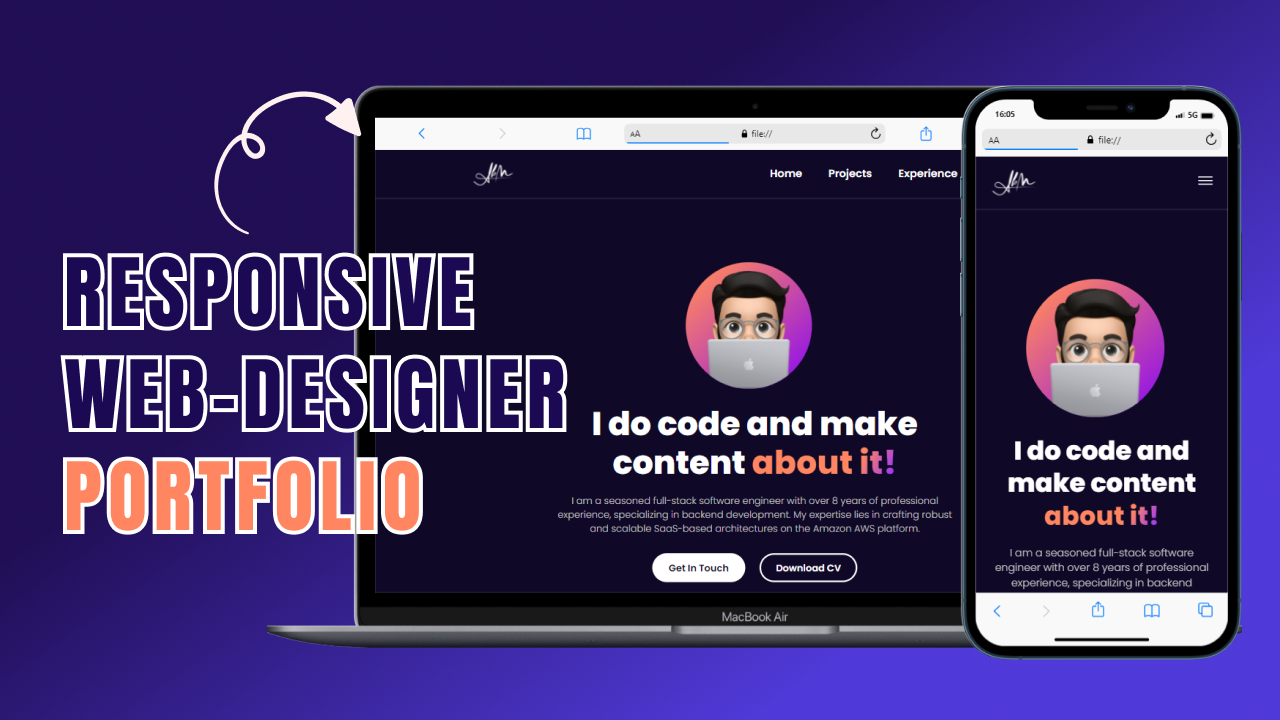 RESPONSIVE
WEB-DESIGNER
PORTFOLIO
AA file://
Home Projects Experience
I do code and make
content about it!
I am a seasoned full-stack software engineer with over 8 years of professional
experience, specializing in backend development. My expertise lies in crafting robust
and scalable SaaS-based architectures on the Amazon AWS platform.
Get In Touch Download CV
MacBook Air
16:05 5G
AA file://
I do code and
make content
about it!
I am a seasoned full-stack software
engineer with over 8 years of professional
experience, specializing in backend